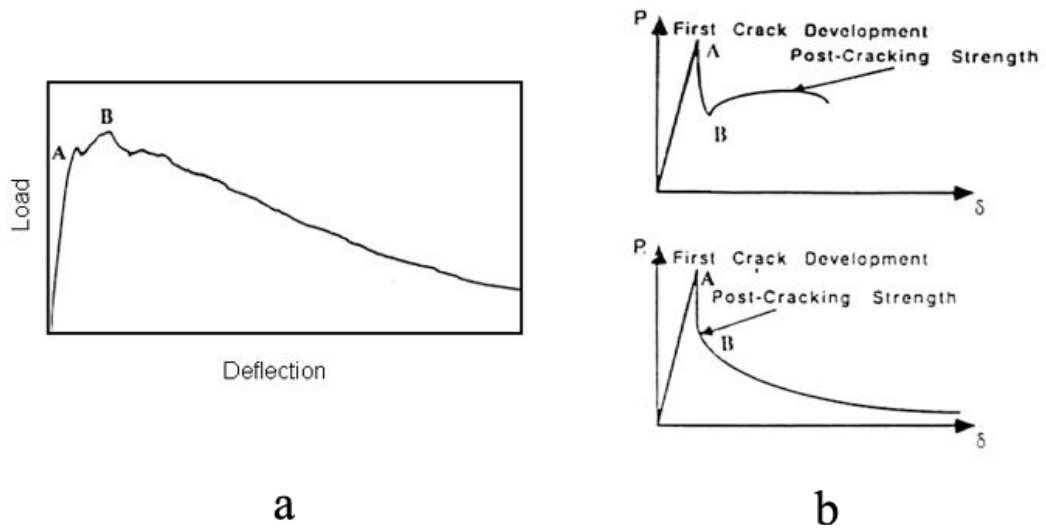 A
B
Load
Deflection
a
P
First Crack Development
A
Post-Cracking Strength
B
δ
P
First Crack Development
A
Post-Cracking Strength
B
δ
b